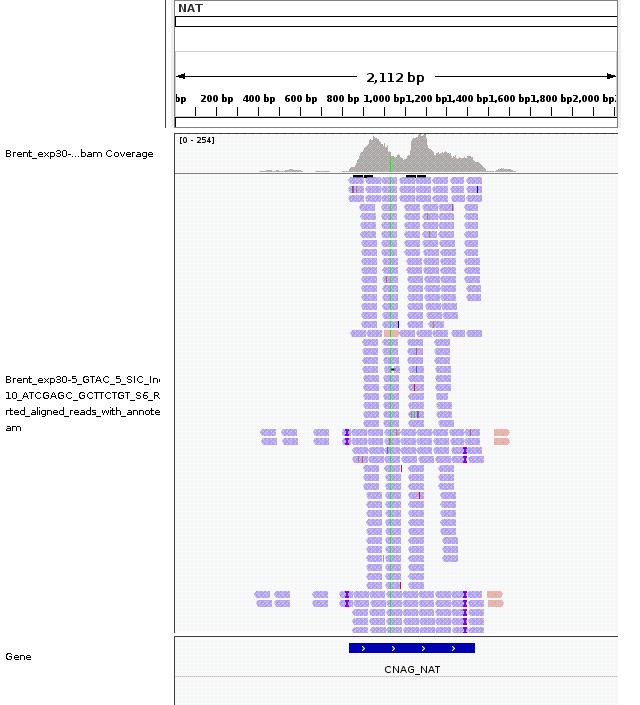 NAT
2,112 bp
bp 200 bp 400 bp 600 bp 800 bp 1,000 bp 1,200 bp 1,400 bp 1,600 bp 1,800 bp 2,000 bp
[0 - 254]
Brent_exp30-...bam Coverage
Brent_exp30-5_GTAC_5_SIC_In
10_ATCGAGC_GCTTCTGT_S6_R
rted_aligned_reads_with_annote
am
Gene
CNAG_NAT